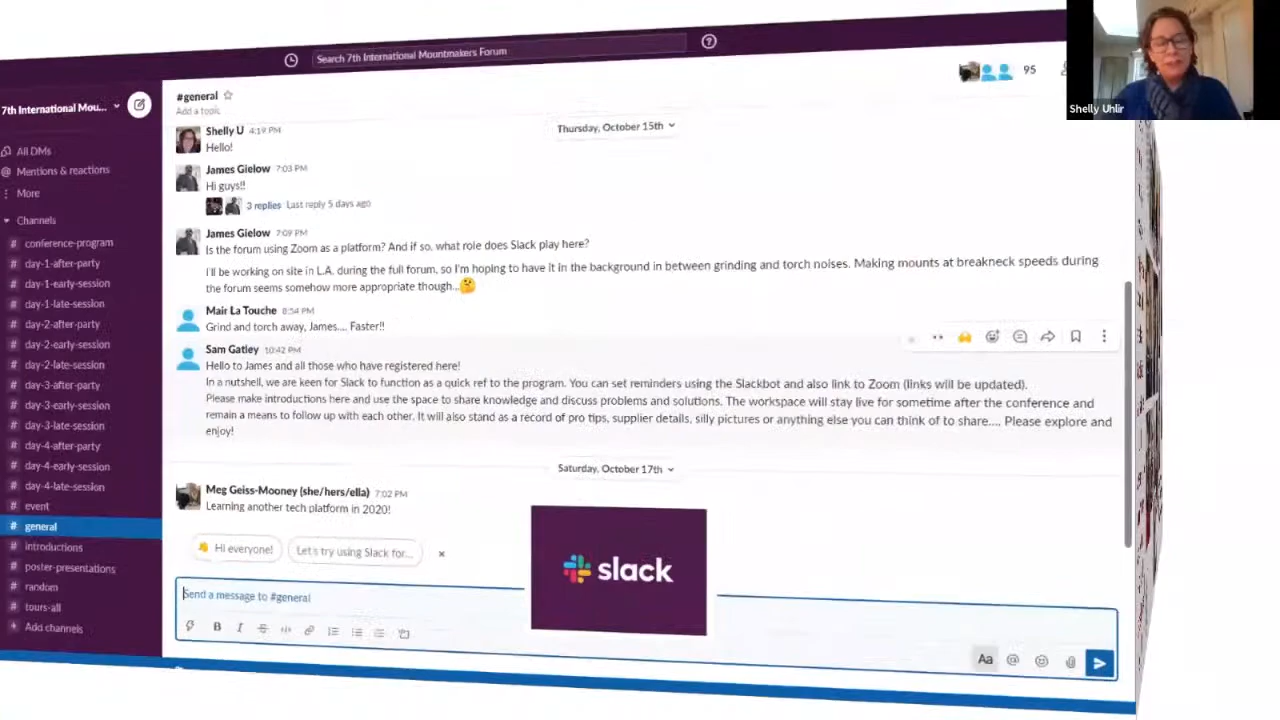 Search 7th International Mountmakers Forum
Shelly Uhlir
7th International Mou...
All DMs
Mentions & reactions
More
Channels
# conference-program
# day-1-after-party
# day-1-early-session
# day-1-late-session
# day-2-after-party
# day-2-early-session
# day-2-late-session
# day-3-after-party
# day-3-early-session
# day-3-late-session
# day-4-after-party
# day-4-early-session
# day-4-late-session
# event
# general
# introductions
# poster-presentations
# random
# tours-all
+ Add channels
#general
Add a topic
95
Thursday, October 15th
Shelly U 4:19 PM
Hello!
James Gielow 7:03 PM
Hi guys!!
3 replies Last reply 5 days ago
James Gielow 7:09 PM
Is the forum using Zoom as a platform? And if so, what role does Slack play here?
I'll be working on site in L.A. during the full forum, so I'm hoping to have it in the background in between grinding and torch noises. Making mounts at breakneck speeds during
the forum seems somehow more appropriate though...🤔
Mair La Touche 8:54 PM
Grind and torch away, James.... Faster!!
Sam Gatley 10:42 PM
Hello to James and all those who have registered here!
In a nutshell, we are keen for Slack to function as a quick ref to the program. You can set reminders using the Slackbot and also link to Zoom (links will be updated).
Please make introductions here and use the space to share knowledge and discuss problems and solutions. The workspace will stay live for sometime after the conference and
remain a means to follow up with each other. It will also stand as a record of pro tips, supplier details, silly pictures or anything else you can think of to share.... Please explore and
enjoy!
Saturday, October 17th
Meg Geiss-Mooney (she/hers/ella) 7:02 PM
Learning another tech platform in 2020!
👋 Hi everyone!
Let's try using Slack for...
slack
Send a message to #general
B I
Aa @